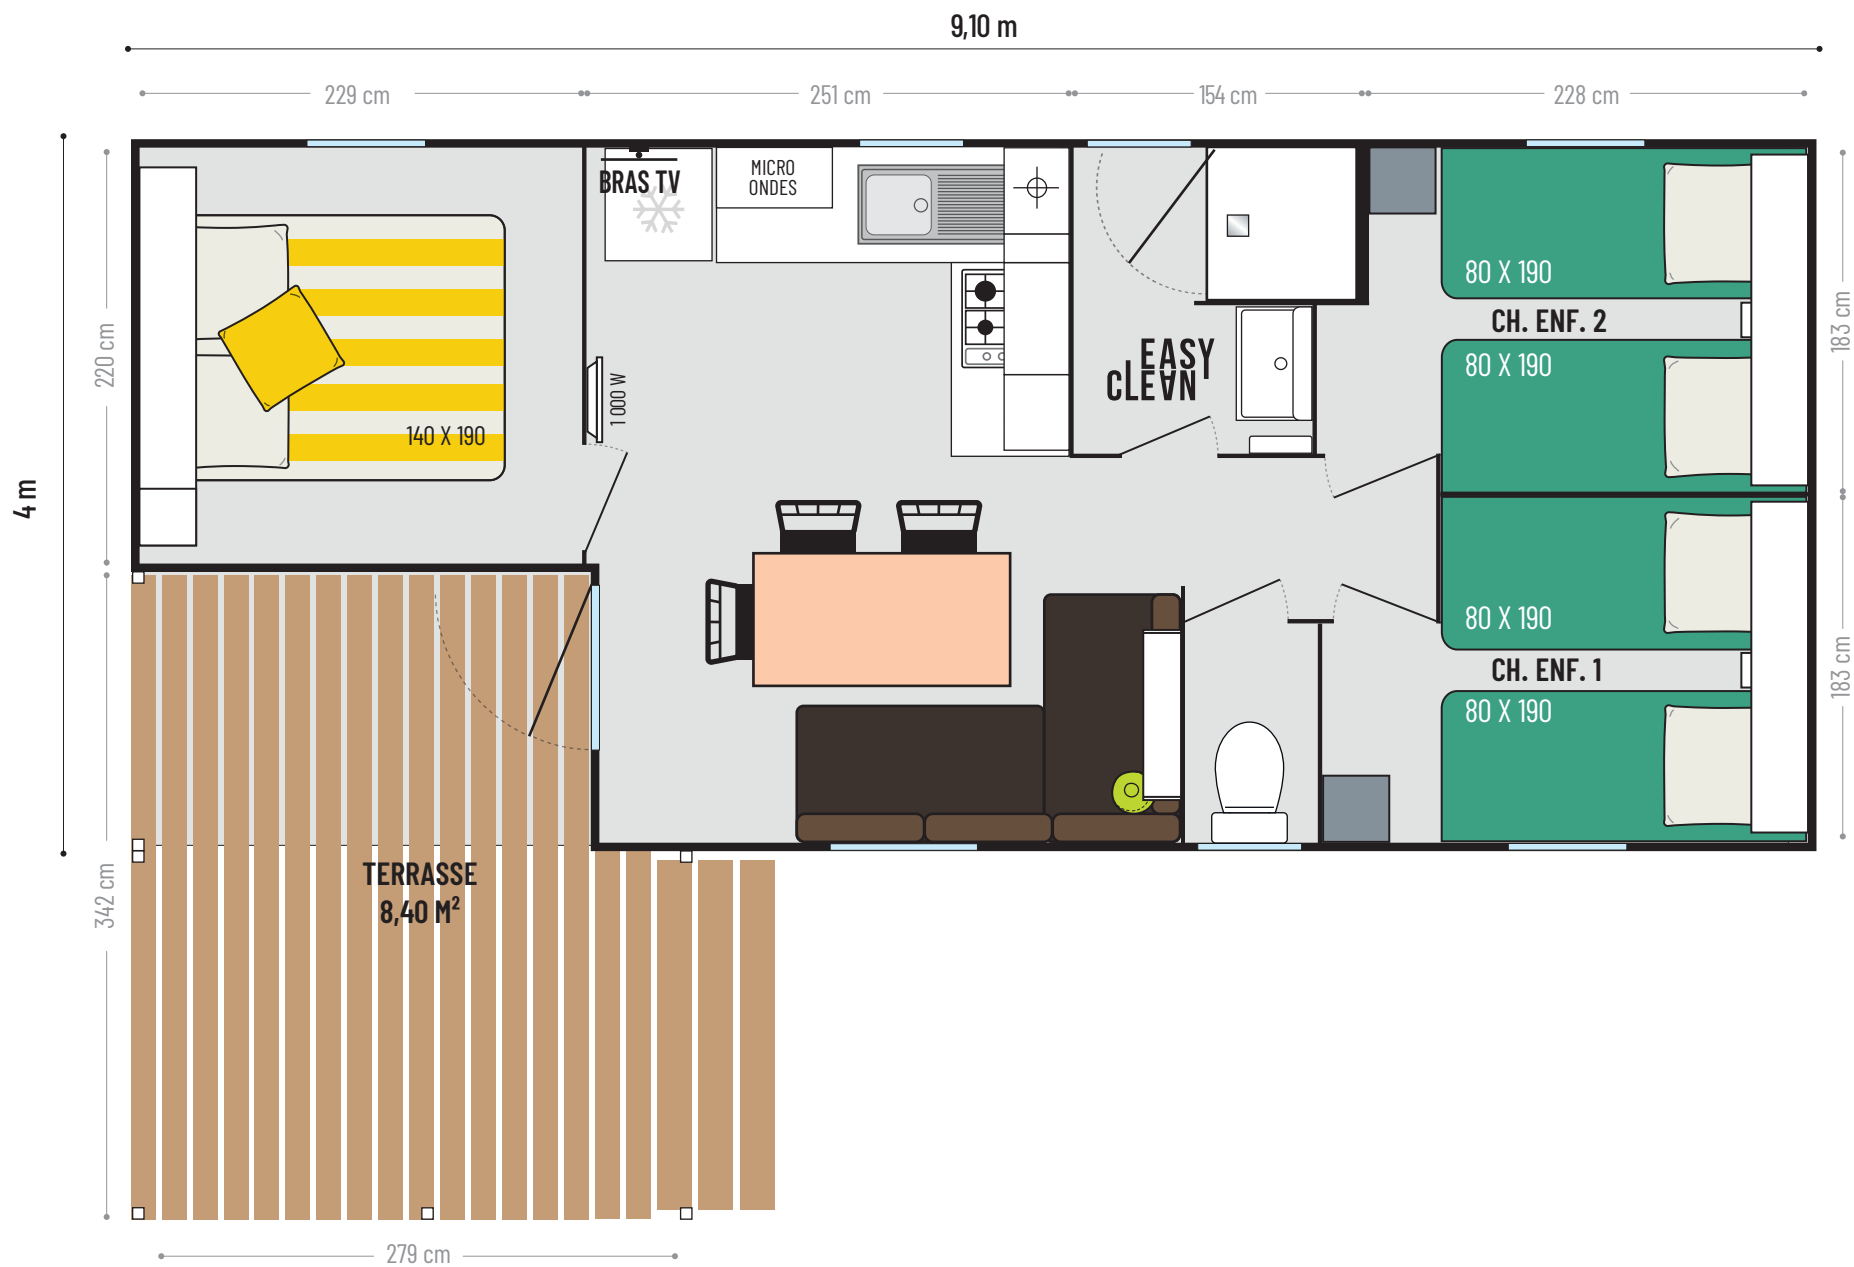 9,10 m
229 cm
251 cm
154 cm
228 cm
4 m
220 cm
342 cm
BRAS TV
MICRO
ONDES
1 000 W
140 X 190
EASY
CLEAN
80 X 190
CH. ENF. 2
80 X 190
80 X 190
CH. ENF. 1
80 X 190
183 cm
183 cm
TERRASSE
8,40 M²
279 cm